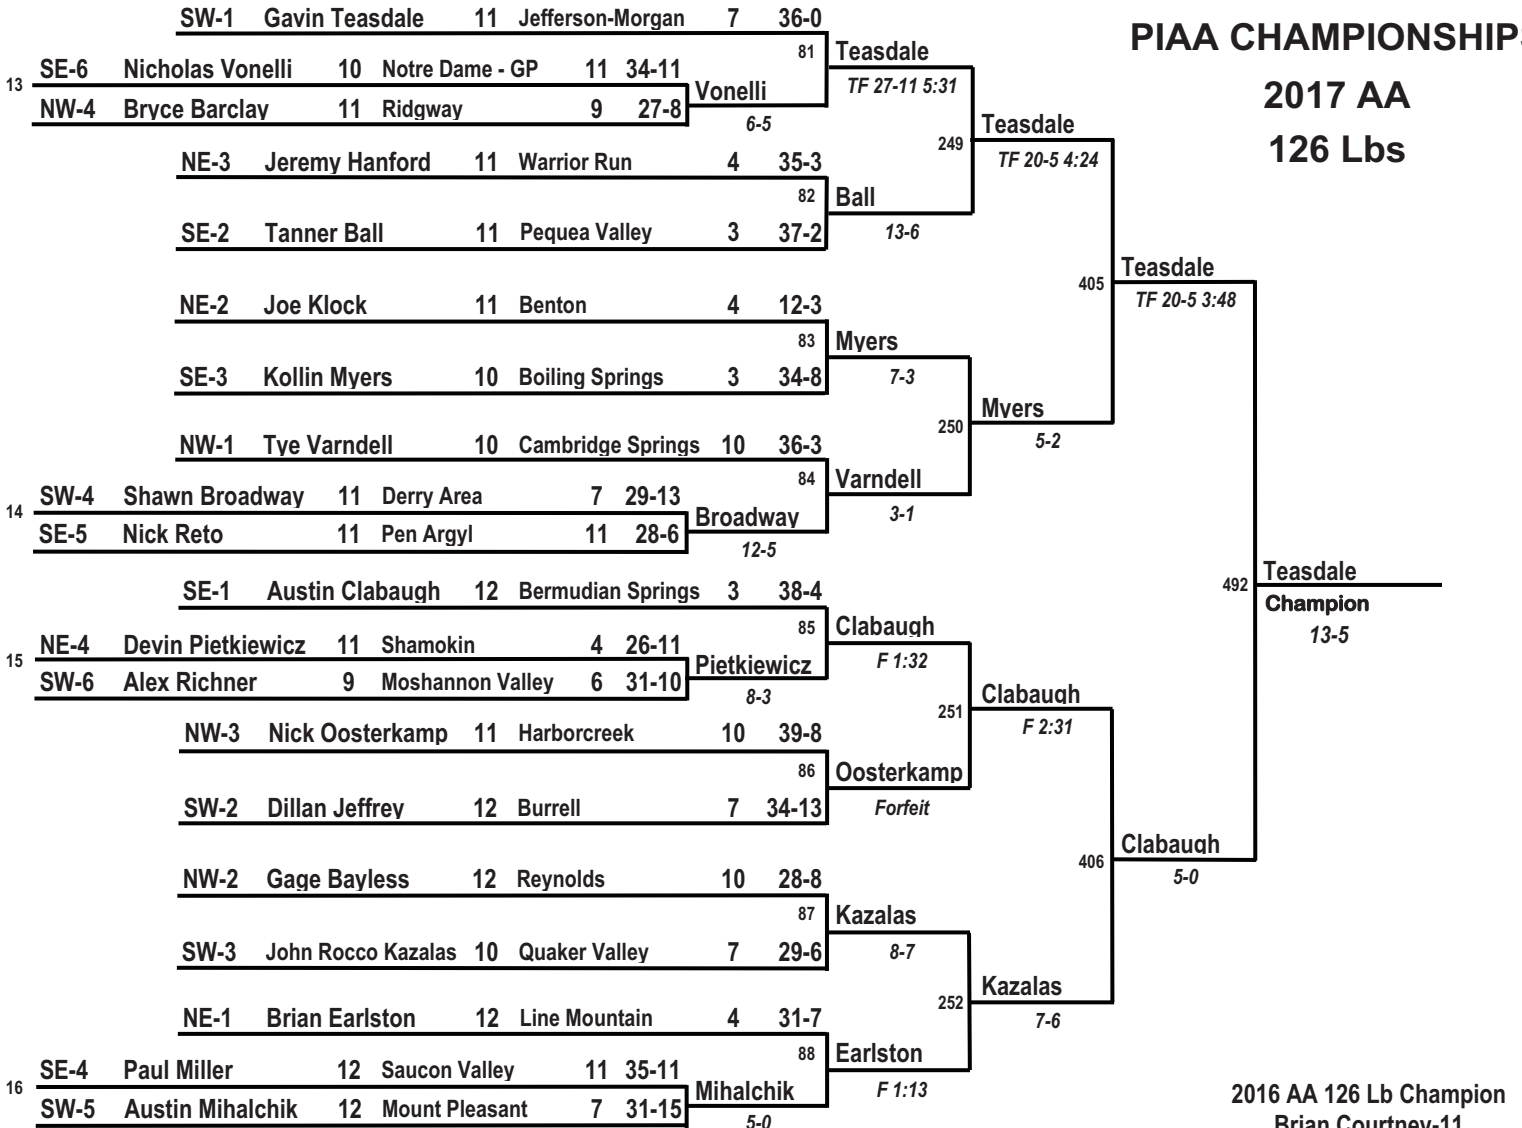 PIAA CHAMPIONSHIPS
2017 AA
126 Lbs
SW-1 Gavin Teasdale 11 Jefferson-Morgan 7 36-0
81 Teasdale
TF 27-11 5:31
13 SE-6 Nicholas Vonelli 10 Notre Dame - GP 11 34-11
Vonelli
NW-4 Bryce Barclay 11 Ridgway 9 27-8
6-5
249 Teasdale
TF 20-5 4:24
NE-3 Jeremy Hanford 11 Warrior Run 4 35-3
82 Ball
13-6
SE-2 Tanner Ball 11 Pequea Valley 3 37-2
405 Teasdale
TF 20-5 3:48
NE-2 Joe Klock 11 Benton 4 12-3
83 Myers
7-3
SE-3 Kollin Myers 10 Boiling Springs 3 34-8
250 Myers
5-2
NW-1 Tye Varndell 10 Cambridge Springs 10 36-3
84 Varndell
3-1
14 SW-4 Shawn Broadway 11 Derry Area 7 29-13
Broadway
SE-5 Nick Reto 11 Pen Argyl 11 28-6
12-5
492 Teasdale
Champion
13-5
SE-1 Austin Clabaugh 12 Bermudian Springs 3 38-4
85 Clabaugh
F 1:32
15 NE-4 Devin Pietkiewicz 11 Shamokin 4 26-11
Pietkiewicz
SW-6 Alex Richner 9 Moshannon Valley 6 31-10
8-3
251 Clabaugh
F 2:31
NW-3 Nick Oosterkamp 11 Harborcreek 10 39-8
86 Oosterkamp
Forfeit
SW-2 Dillan Jeffrey 12 Burrell 7 34-13
406 Clabaugh
5-0
NW-2 Gage Bayless 12 Reynolds 10 28-8
87 Kazalas
8-7
SW-3 John Rocco Kazalas 10 Quaker Valley 7 29-6
252 Kazalas
7-6
NE-1 Brian Earlston 12 Line Mountain 4 31-7
88 Earlston
F 1:13
16 SE-4 Paul Miller 12 Saucon Valley 11 35-11
Mihalchik
SW-5 Austin Mihalchik 12 Mount Pleasant 7 31-15
5-0
2016 AA 126 Lb Champion
Brian Courtney-11